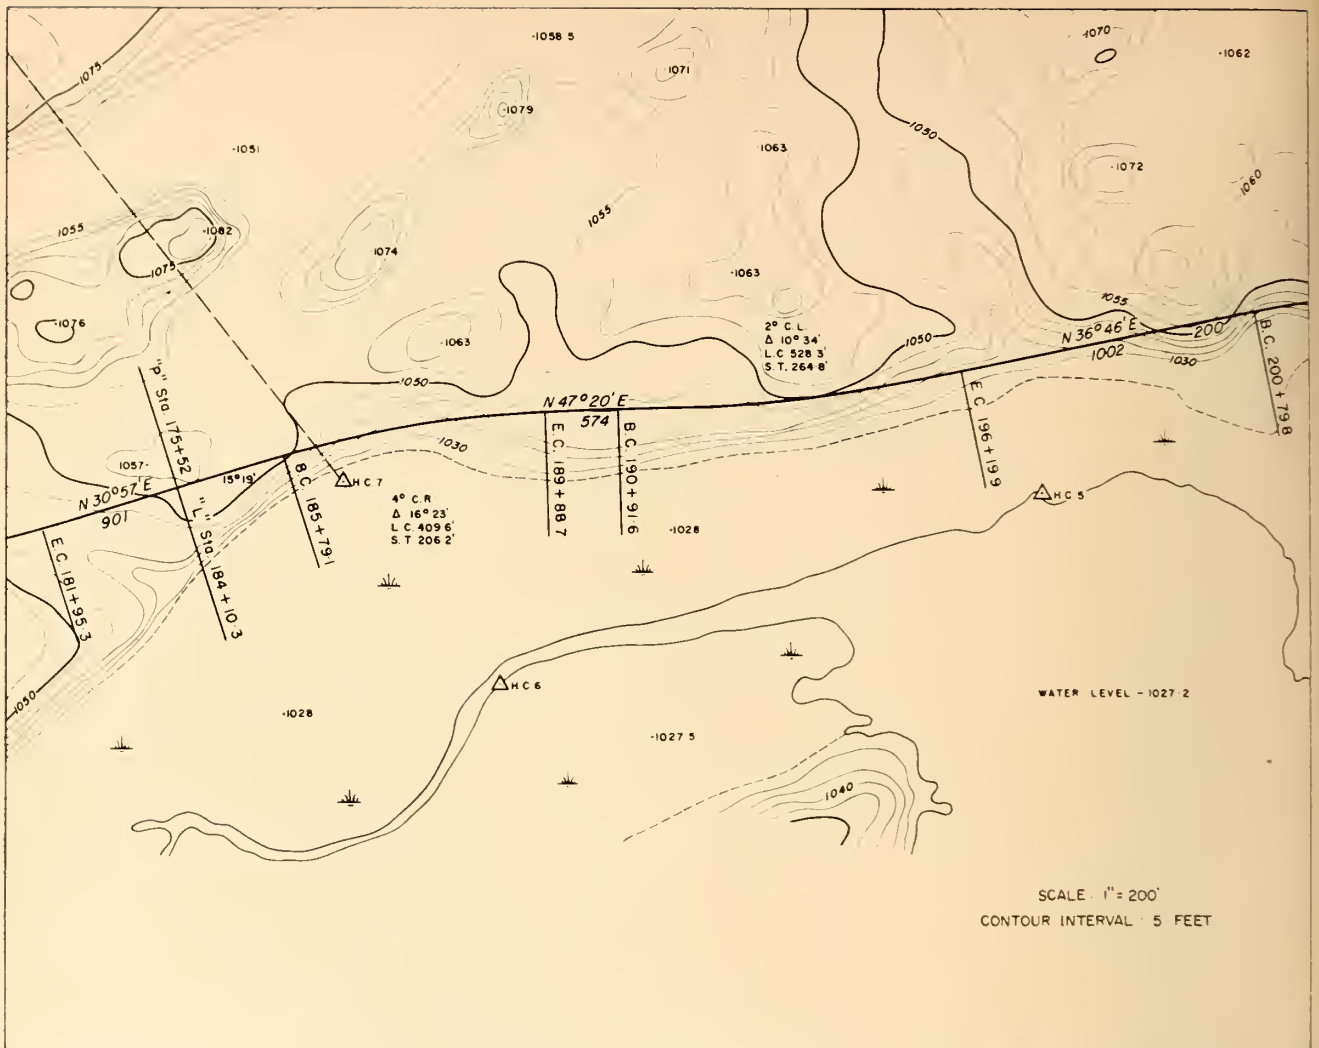 ·1058 5
1070
·1062
1075
·1071
·1079
1050
·1051
·1063
·1072
1060
1055
1055
·1082
·1074
1075
·1063
1055
·1076
·1063
2° C.L.
Δ 10° 34'
L.C 528 3'
S.T. 264·8'
1050
N 36°46' E
1002
200
1030
B.C. 200 + 79·8
1050
N 47°20' E
574
"P" Sta. 175+52
E.C. 196+19·9
E.C. 189+88·7
B.C. 190+91·6
1030
1057·
15°19'
B.C. 185+79·1
H C 7
N 30°57' E
901
4° C.R
Δ 16° 23'
L C. 409 6'
S. T 206 2'
H C 5
"L" Sta. 184+10·3
E.C. 181+95·3
·1028
1050
H C 6
·1028
WATER LEVEL - 1027·2
·1027 5
1040
SCALE · 1" = 200'
CONTOUR INTERVAL · 5 FEET